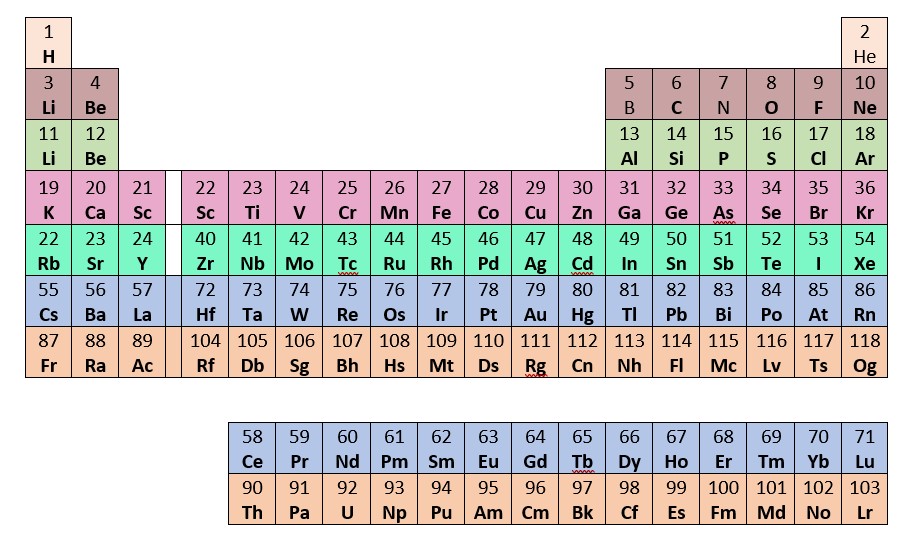 1 2
H He
3 4 5 6 7 8 9 10
Li Be B C N O F Ne
11 12 13 14 15 16 17 18
Li Be Al Si P S Cl Ar
19 20 21 22 23 24 25 26 27 28 29 30 31 32 33 34 35 36
K Ca Sc Sc Ti V Cr Mn Fe Co Cu Zn Ga Ge As Se Br Kr
22 23 24 40 41 42 43 44 45 46 47 48 49 50 51 52 53 54
Rb Sr Y Zr Nb Mo Tc Ru Rh Pd Ag Cd In Sn Sb Te I Xe
55 56 57 72 73 74 75 76 77 78 79 80 81 82 83 84 85 86
Cs Ba La Hf Ta W Re Os Ir Pt Au Hg Tl Pb Bi Po At Rn
87 88 89 104 105 106 107 108 109 110 111 112 113 114 115 116 117 118
Fr Ra Ac Rf Db Sg Bh Hs Mt Ds Rg Cn Nh Fl Mc Lv Ts Og
58 59 60 61 62 63 64 65 66 67 68 69 70 71
Ce Pr Nd Pm Sm Eu Gd Tb Dy Ho Er Tm Yb Lu
90 91 92 93 94 95 96 97 98 99 100 101 102 103
Th Pa U Np Pu Am Cm Bk Cf Es Fm Md No Lr